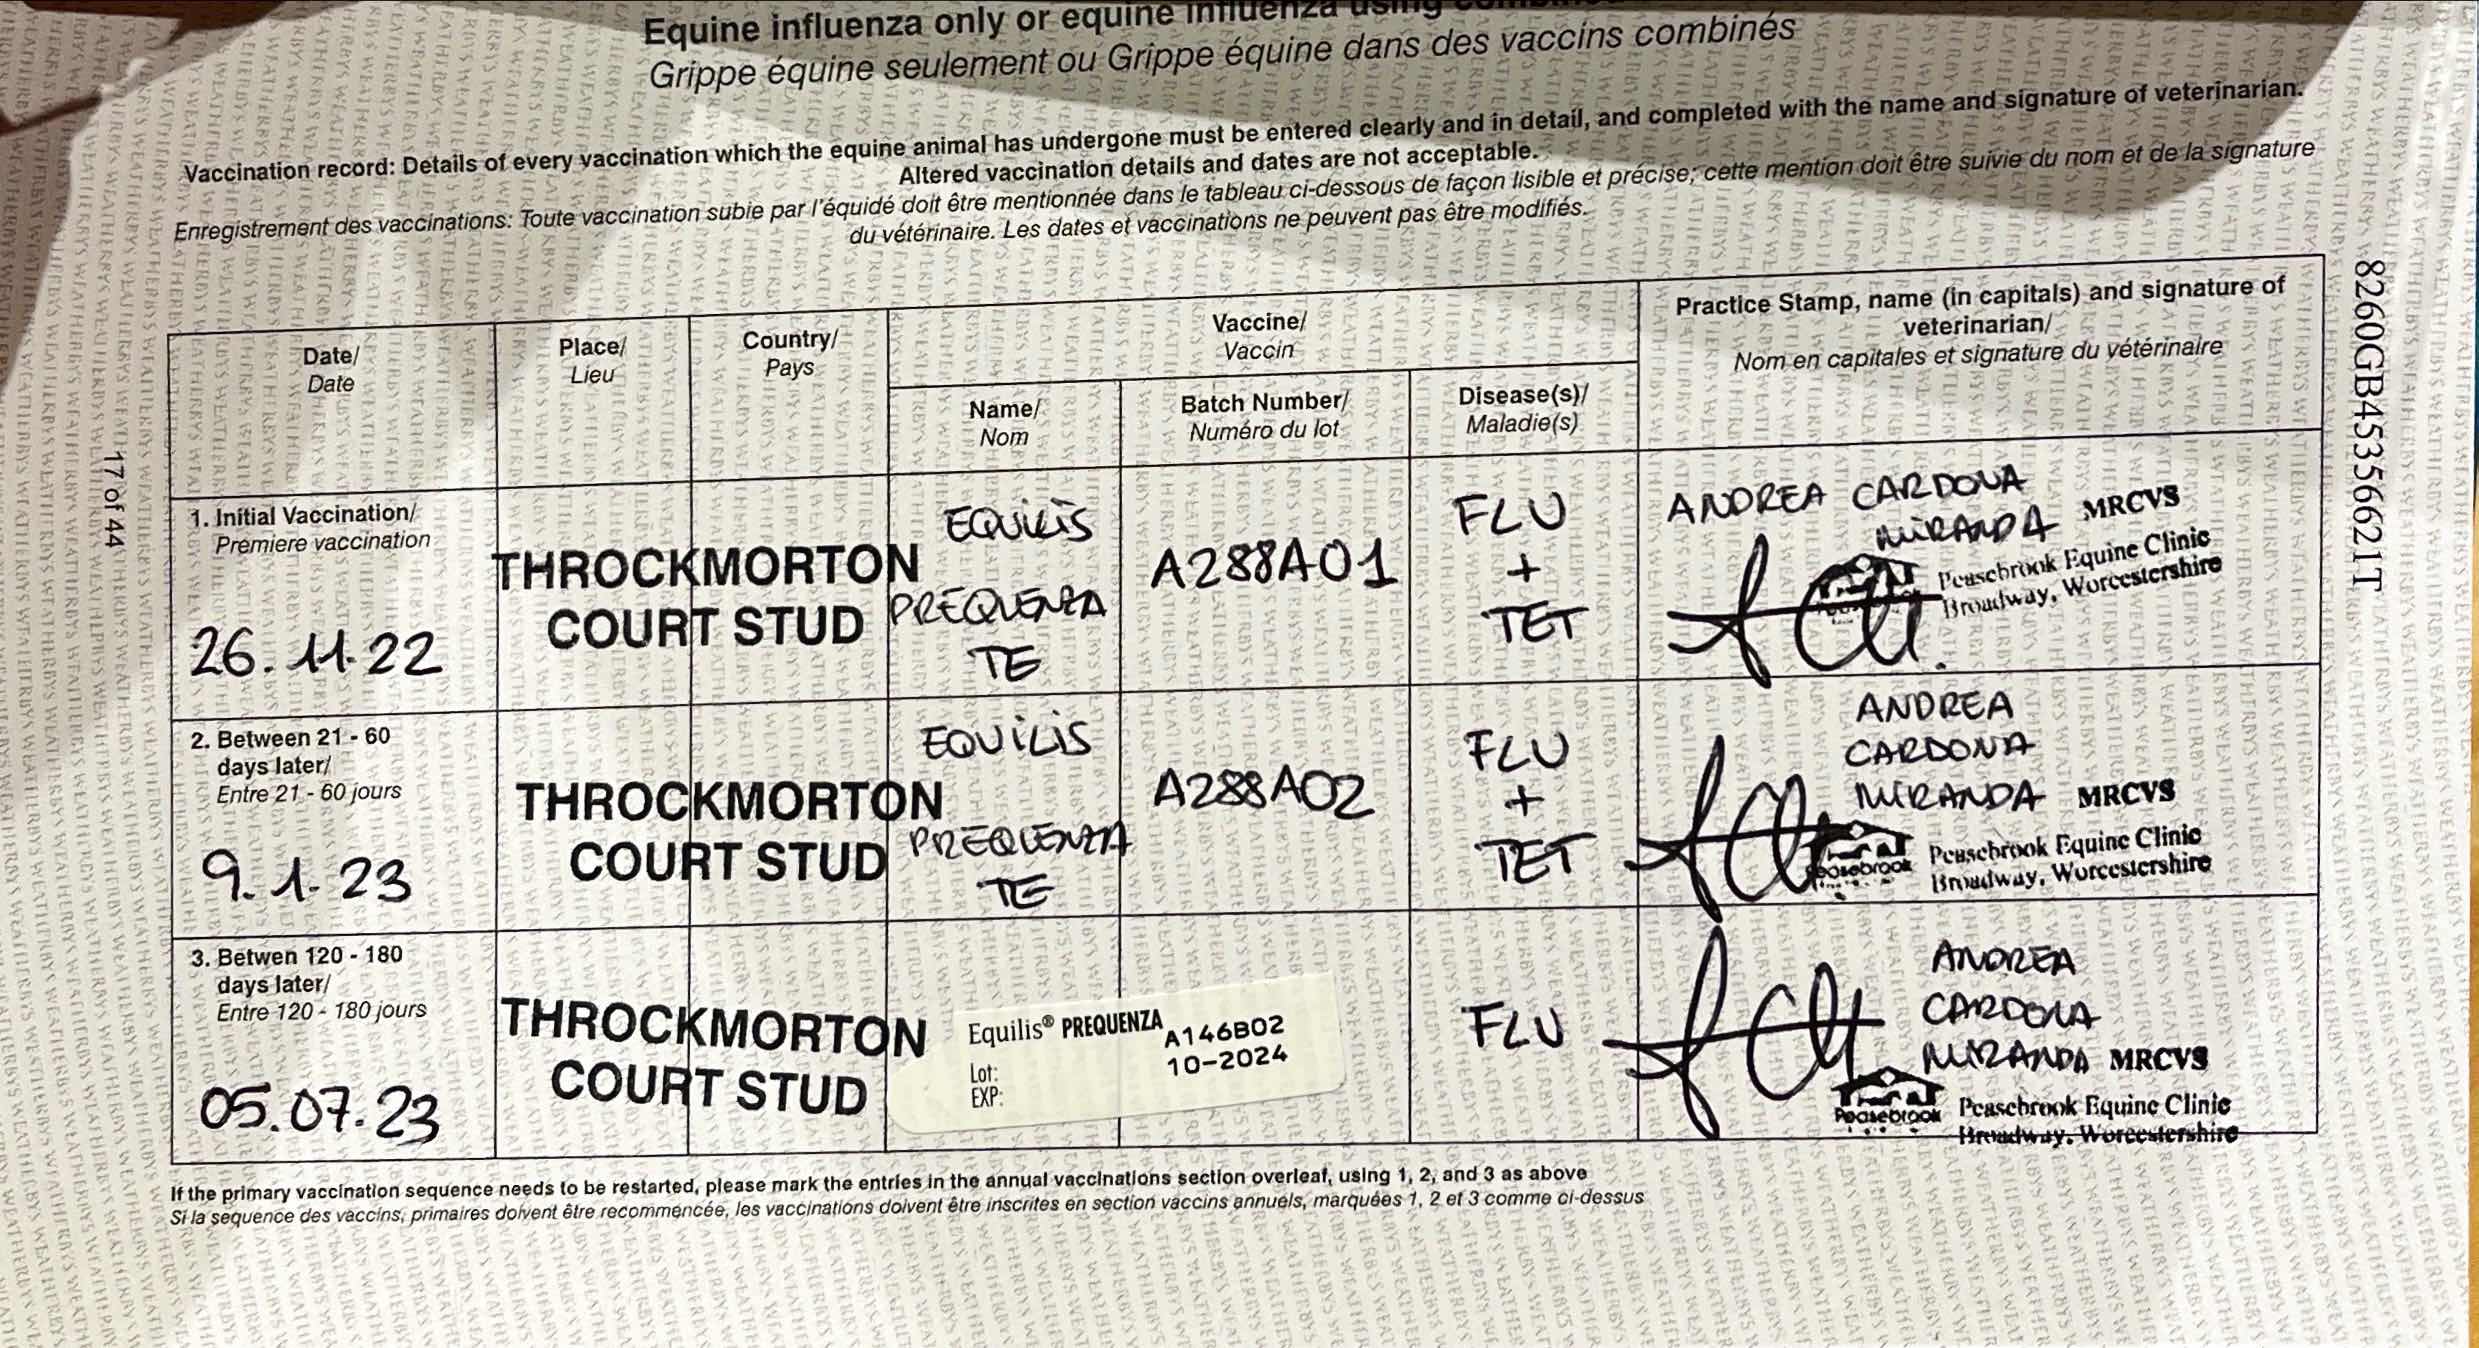 Equine influenza only or equine influenza using
Grippe équine seulement ou Grippe équine dans des vaccins combinés
Vaccination record: Details of every vaccination which the equine animal has undergone must be entered clearly and in detail, and completed with the name and signature of veterinarian.
Altered vaccination details and dates are not acceptable.
Enregistrement des vaccinations: Toute vaccination subie par l'équidé doit être mentionnée dans le tableau ci-dessous de façon lisible et précise; cette mention doit être suivie du nom et de la signature
du vétérinaire. Les dates et vaccinations ne peuvent pas être modifiés.
8260GB45356621T
17 of 44
Date/
Date
Place/
Lieu
Country/
Pays
Vaccine/
Vaccin
Name/
Nom
Batch Number/
Numéro du lot
Disease(s)/
Maladie(s)
Practice Stamp, name (in capitals) and signature of
veterinarian/
Nom en capitales et signature du vétérinaire
1. Initial Vaccination/
Premiere vaccination
26.11.22
THROCKMORTON
COURT STUD
EQUILIS
PREQUENZA
TE
A288A01
FLU
+
TET
ANDREA CARDONA
MIRANDA MRCVS
Peasebrook Equine Clinic
Broadway, Worcestershire
2. Between 21 - 60
days later/
Entre 21 - 60 jours
9.1.23
THROCKMORTON
COURT STUD
EQUILIS
PREQUENZA
TE
A288A02
FLU
+
TET
ANDREA
CARDONA
MIRANDA MRCVS
Peasebrook
Peasebrook Equine Clinic
Broadway, Worcestershire
3. Betwen 120 - 180
days later/
Entre 120 - 180 jours
05.07.23
THROCKMORTON
COURT STUD
Equilis® PREQUENZA
Lot: A146B02
EXP: 10-2024
FLU
ANDREA
CARDONA
MIRANDA MRCVS
Peasebrook
Peasebrook Equine Clinic
Broadway, Worcestershire
If the primary vaccination sequence needs to be restarted, please mark the entries in the annual vaccinations section overleaf, using 1, 2, and 3 as above
Si la sequence des vaccins, primaires doivent être recommencée, les vaccinations doivent être inscrites en section vaccins annuels, marquées 1, 2 et 3 comme ci-dessus